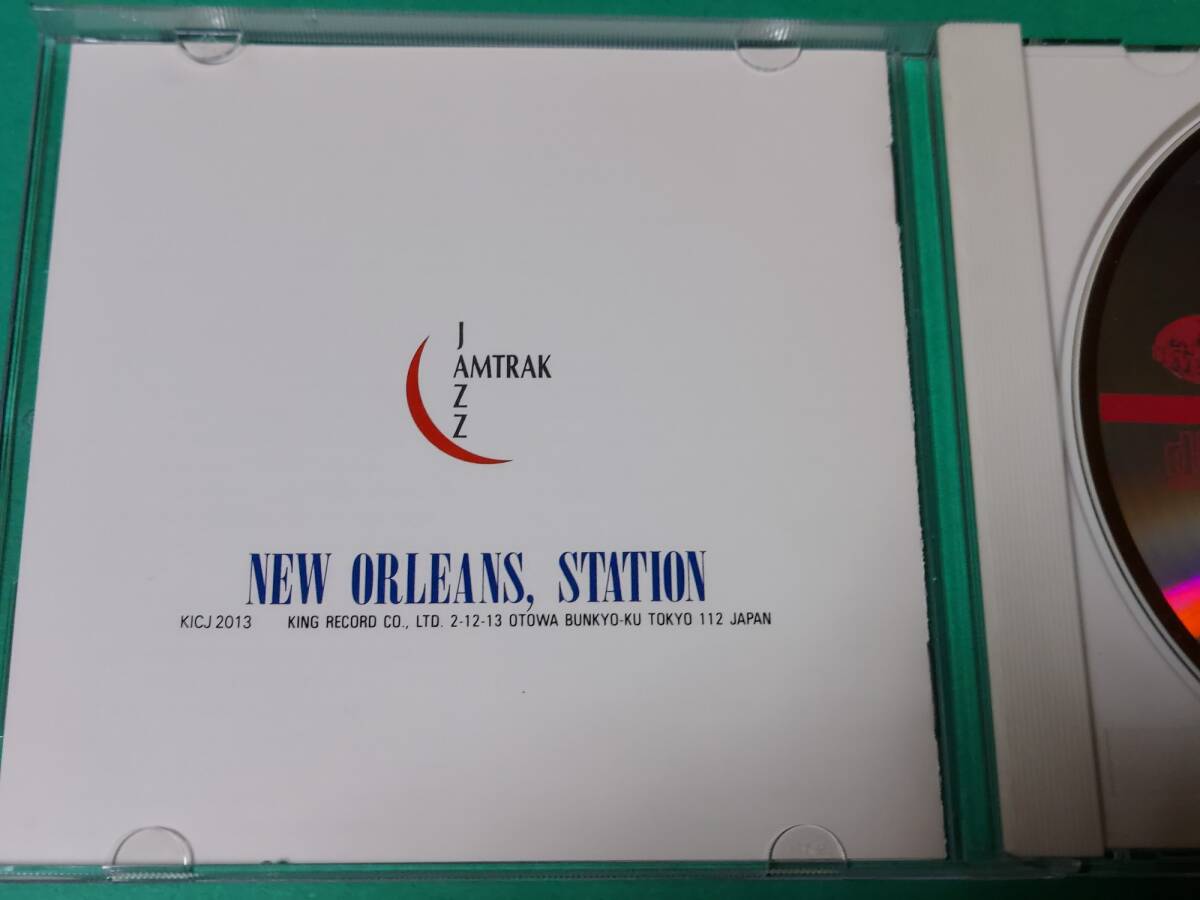 J
AMTRAK
Z
Z
NEW ORLEANS, STATION
KICJ 2013 KING RECORD CO., LTD. 2-12-13 OTOWA BUNKYO-KU TOKYO 112 JAPAN